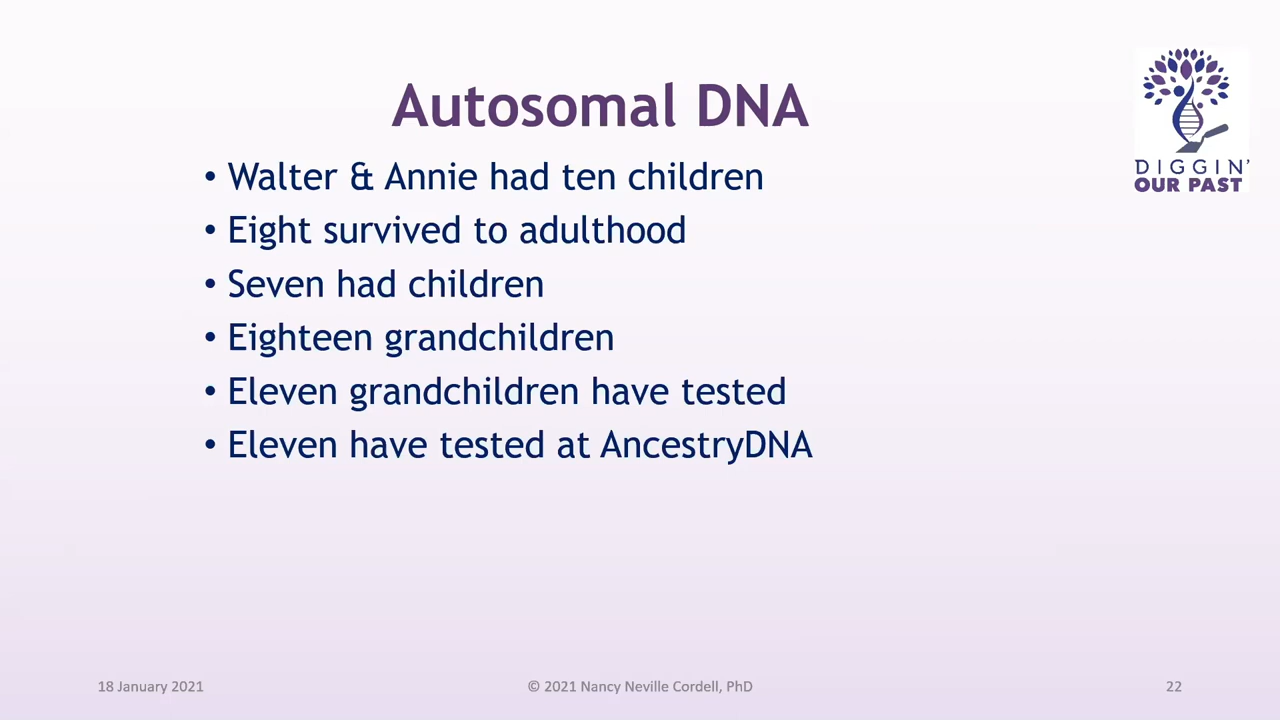 Autosomal DNA
• Walter & Annie had ten children
• Eight survived to adulthood
• Seven had children
• Eighteen grandchildren
• Eleven grandchildren have tested
• Eleven have tested at AncestryDNA
DIGGIN'
OUR PAST
18 January 2021
© 2021 Nancy Neville Cordell, PhD
22